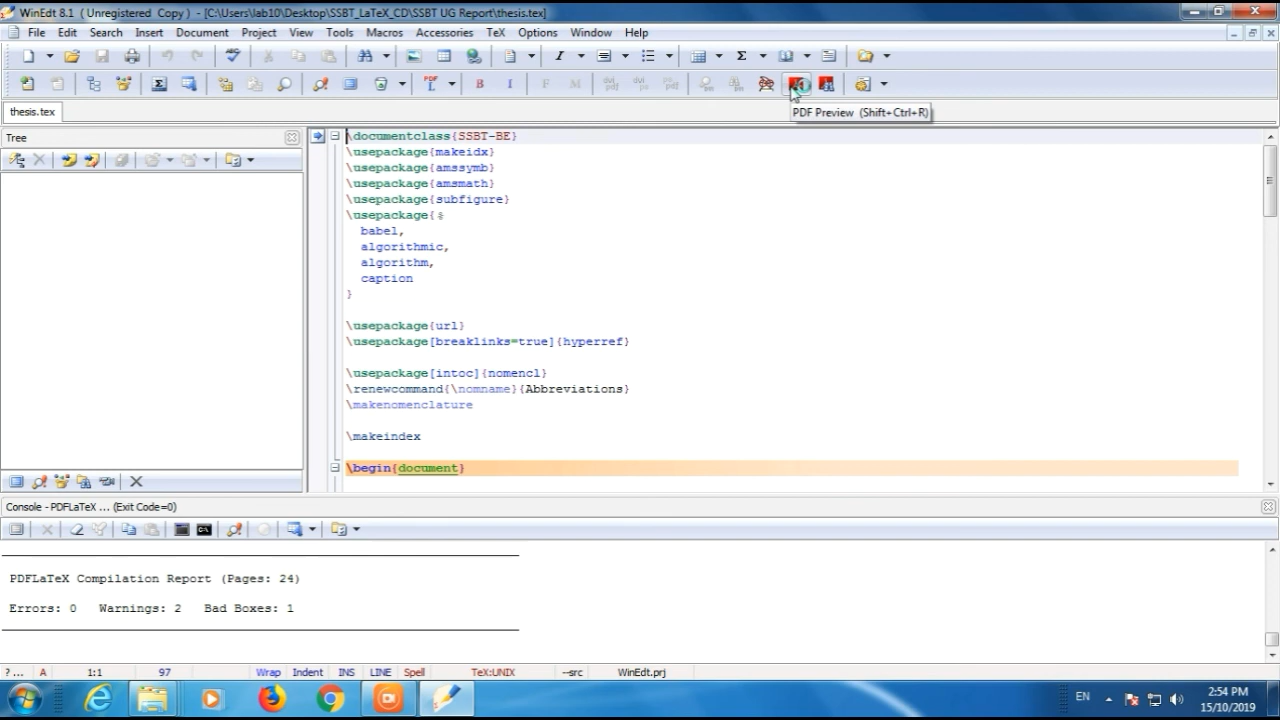 WinEdt 8.1 ( Unregistered Copy ) - [C:\Users\lab10\Desktop\SSBT_LaTeX_CD\SSBT UG Report\thesis.tex]
File Edit Search Insert Document Project View Tools Macros Accessories TeX Options Window Help
PDF L B I F M dvi ps pdf
thesis.tex
PDF Preview (Shift+Ctrl+R)
Tree
\documentclass{SSBT-BE}
\usepackage{makeidx}
\usepackage{amssymb}
\usepackage{amsmath}
\usepackage{subfigure}
\usepackage{%
babel,
algorithmic,
algorithm,
caption
}
\usepackage{url}
\usepackage[breaklinks=true]{hyperref}
\usepackage[intoc]{nomencl}
\renewcommand{\nomname}{Abbreviations}
\makenomenclature
\makeindex
\begin{document}
Console - PDFLaTeX ... (Exit Code=0)
PDFLaTeX Compilation Report (Pages: 24)
Errors: 0 Warnings: 2 Bad Boxes: 1
? ... A 1:1 97 Wrap Indent INS LINE Spell TeX:UNIX --src WinEdt.prj
EN
2:54 PM
15/10/2019